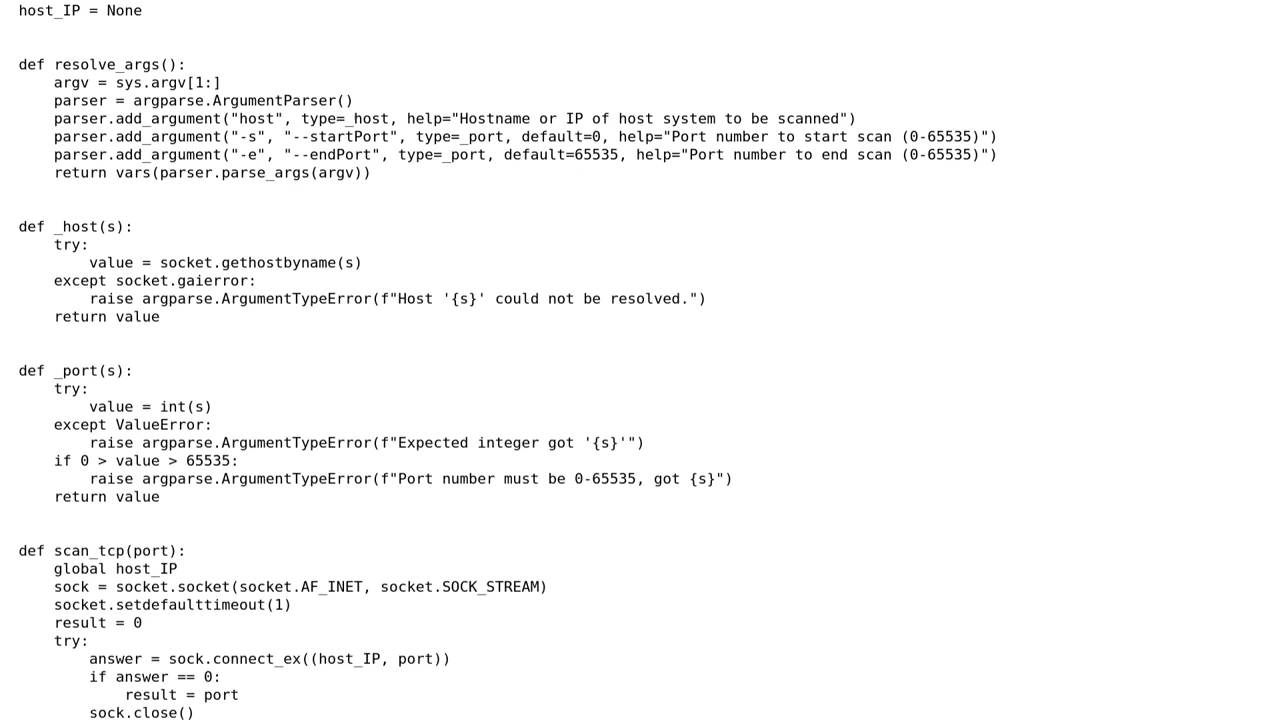 host_IP = None
def resolve_args():
    argv = sys.argv[1:]
    parser = argparse.ArgumentParser()
    parser.add_argument("host", type=_host, help="Hostname or IP of host system to be scanned")
    parser.add_argument("-s", "--startPort", type=_port, default=0, help="Port number to start scan (0-65535)")
    parser.add_argument("-e", "--endPort", type=_port, default=65535, help="Port number to end scan (0-65535)")
    return vars(parser.parse_args(argv))
def _host(s):
    try:
        value = socket.gethostbyname(s)
    except socket.gaierror:
        raise argparse.ArgumentTypeError(f"Host '{s}' could not be resolved.")
    return value
def _port(s):
    try:
        value = int(s)
    except ValueError:
        raise argparse.ArgumentTypeError(f"Expected integer got '{s}'")
    if 0 > value > 65535:
        raise argparse.ArgumentTypeError(f"Port number must be 0-65535, got {s}")
    return value
def scan_tcp(port):
    global host_IP
    sock = socket.socket(socket.AF_INET, socket.SOCK_STREAM)
    socket.setdefaulttimeout(1)
    result = 0
    try:
        answer = sock.connect_ex((host_IP, port))
        if answer == 0:
            result = port
        sock.close()